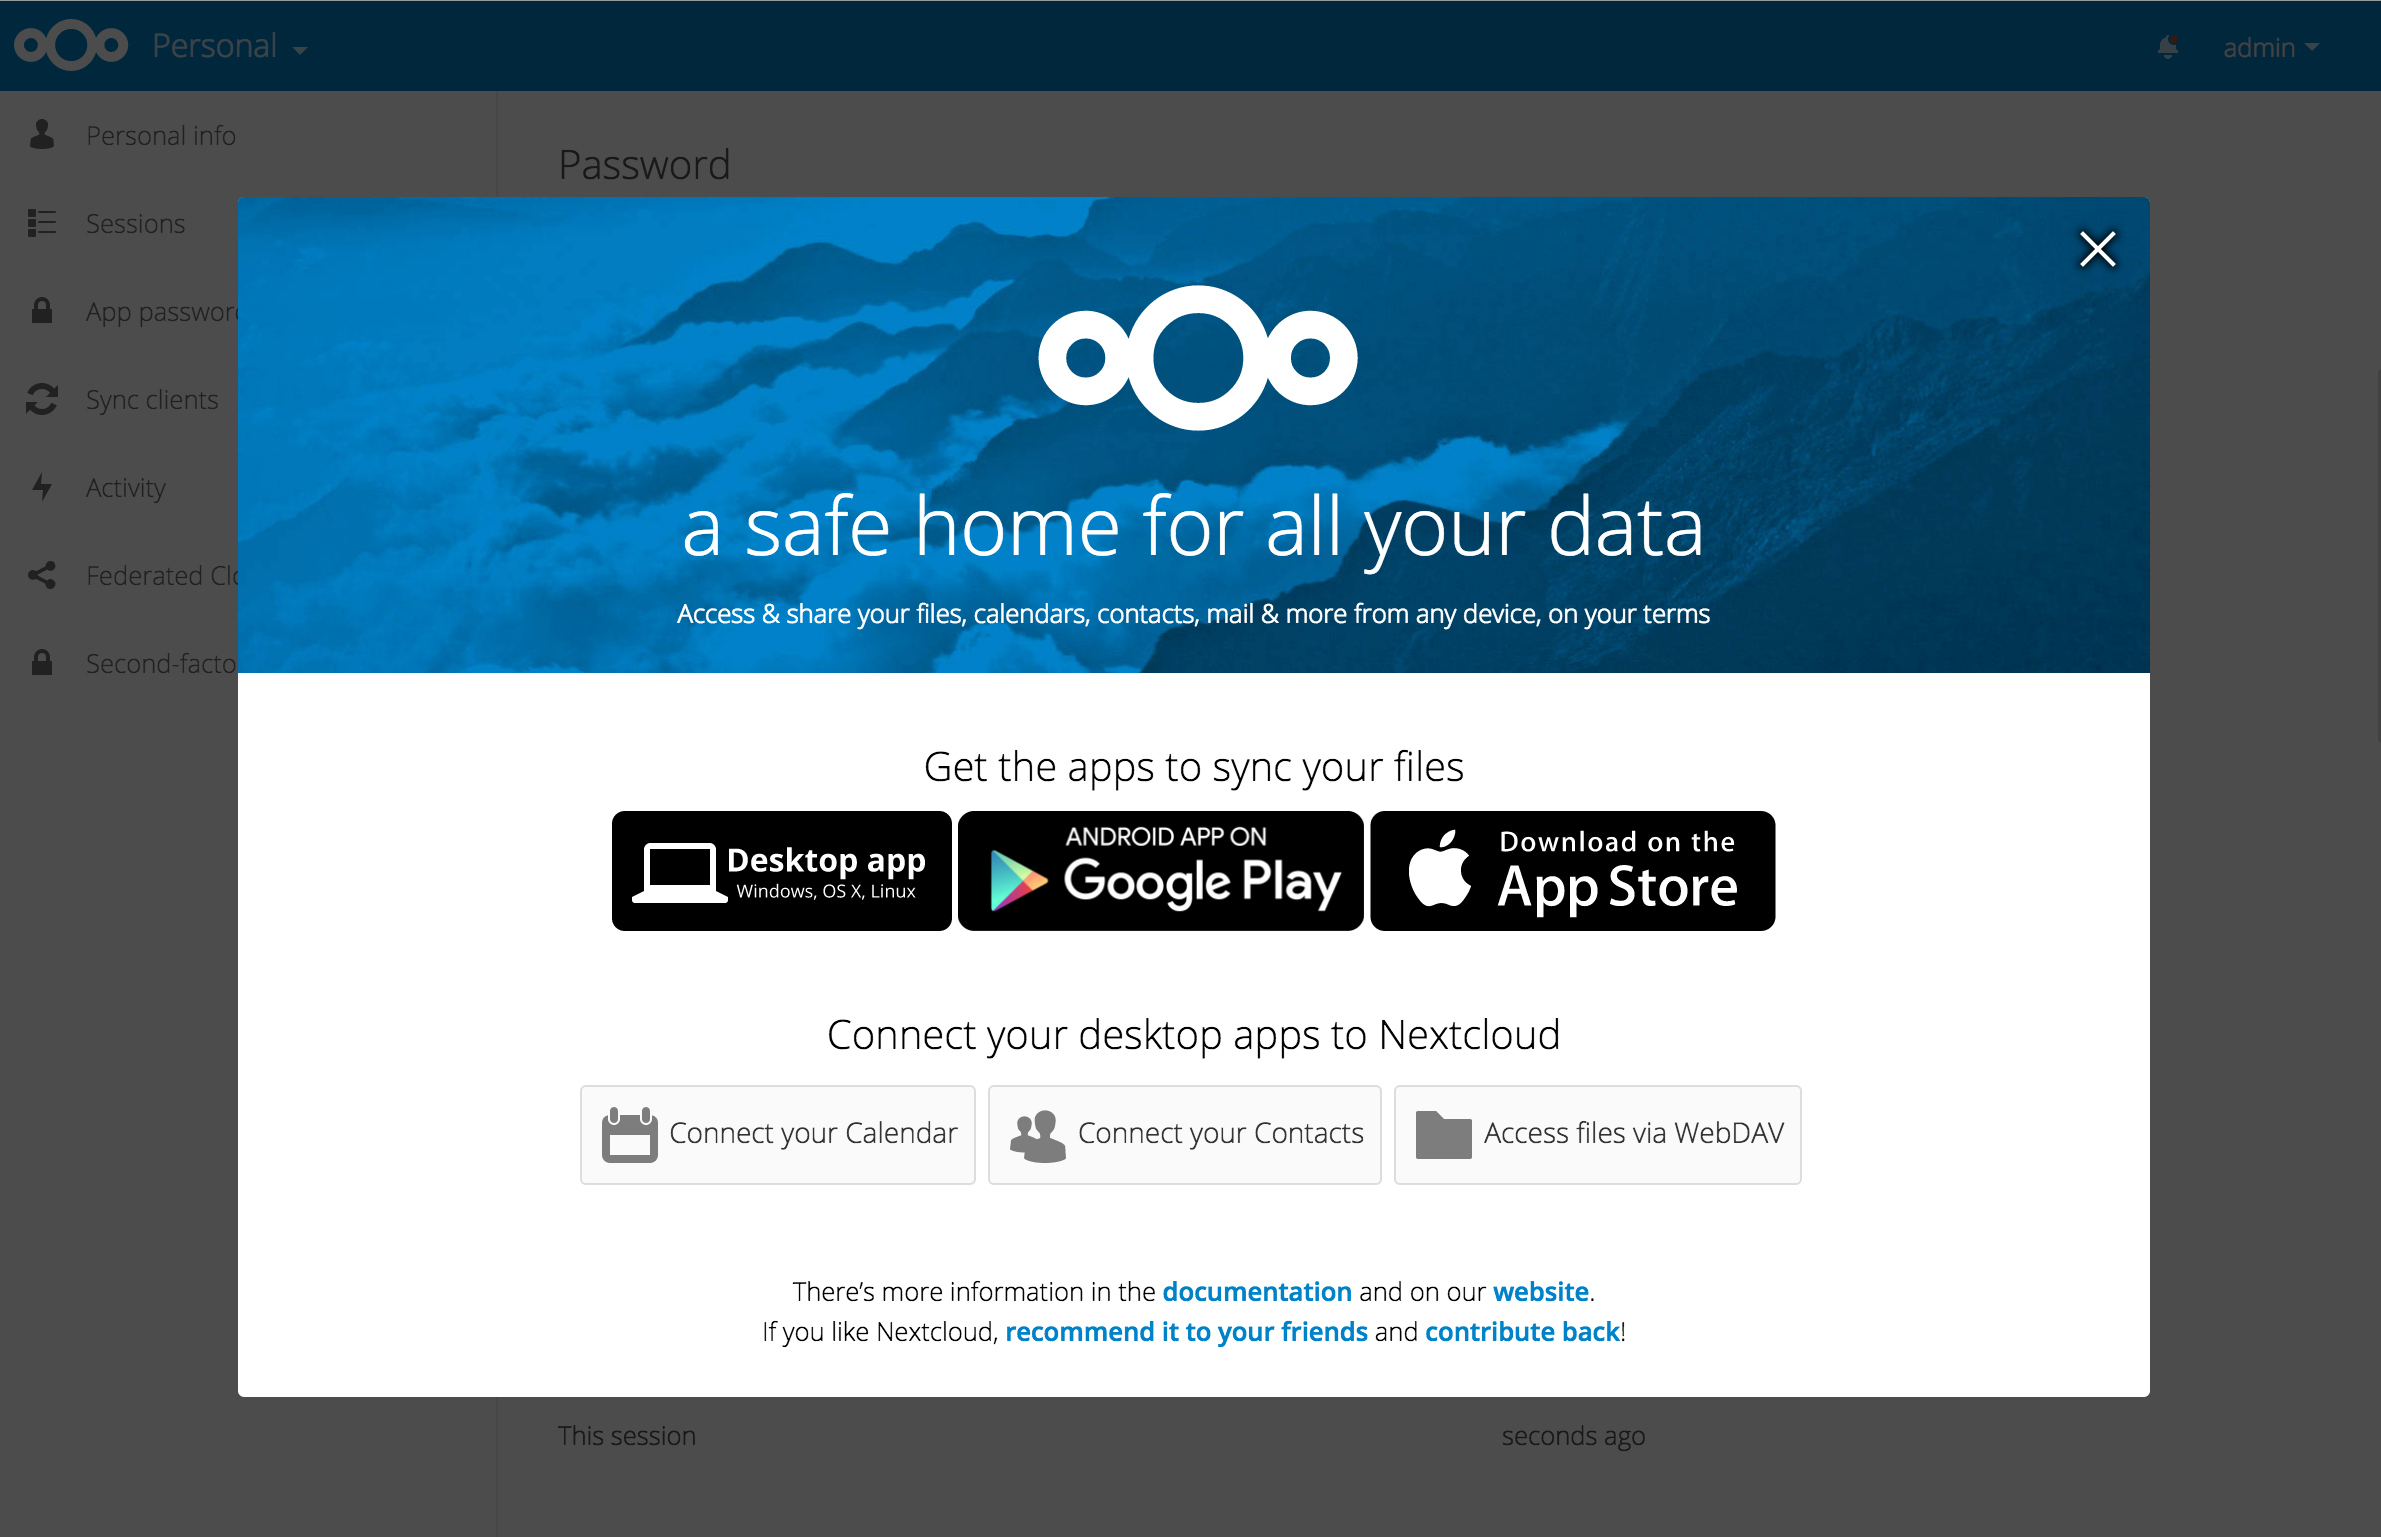 Personal
admin
Personal info
Sessions
App password
Sync clients
Activity
Federated Clo
Second-facto
Password
a safe home for all your data
Access & share your files, calendars, contacts, mail & more from any device, on your terms
Get the apps to sync your files
Desktop app
Windows, OS X, Linux
ANDROID APP ON
Google Play
Download on the
App Store
Connect your desktop apps to Nextcloud
Connect your Calendar
Connect your Contacts
Access files via WebDAV
There’s more information in the documentation and on our website.
If you like Nextcloud, recommend it to your friends and contribute back!
This session seconds ago